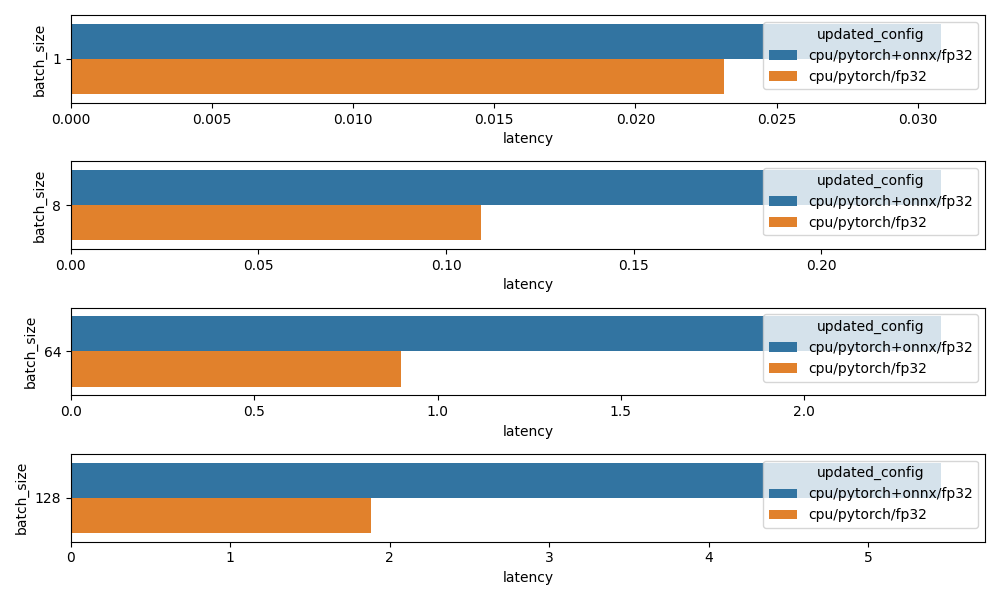 batch_size
1
updated_config
cpu/pytorch+onnx/fp32
cpu/pytorch/fp32
0.000 0.005 0.010 0.015 0.020 0.025 0.030
latency
batch_size
8
updated_config
cpu/pytorch+onnx/fp32
cpu/pytorch/fp32
0.00 0.05 0.10 0.15 0.20
latency
batch_size
64
updated_config
cpu/pytorch+onnx/fp32
cpu/pytorch/fp32
0.0 0.5 1.0 1.5 2.0
latency
batch_size
128
updated_config
cpu/pytorch+onnx/fp32
cpu/pytorch/fp32
0 1 2 3 4 5
latency